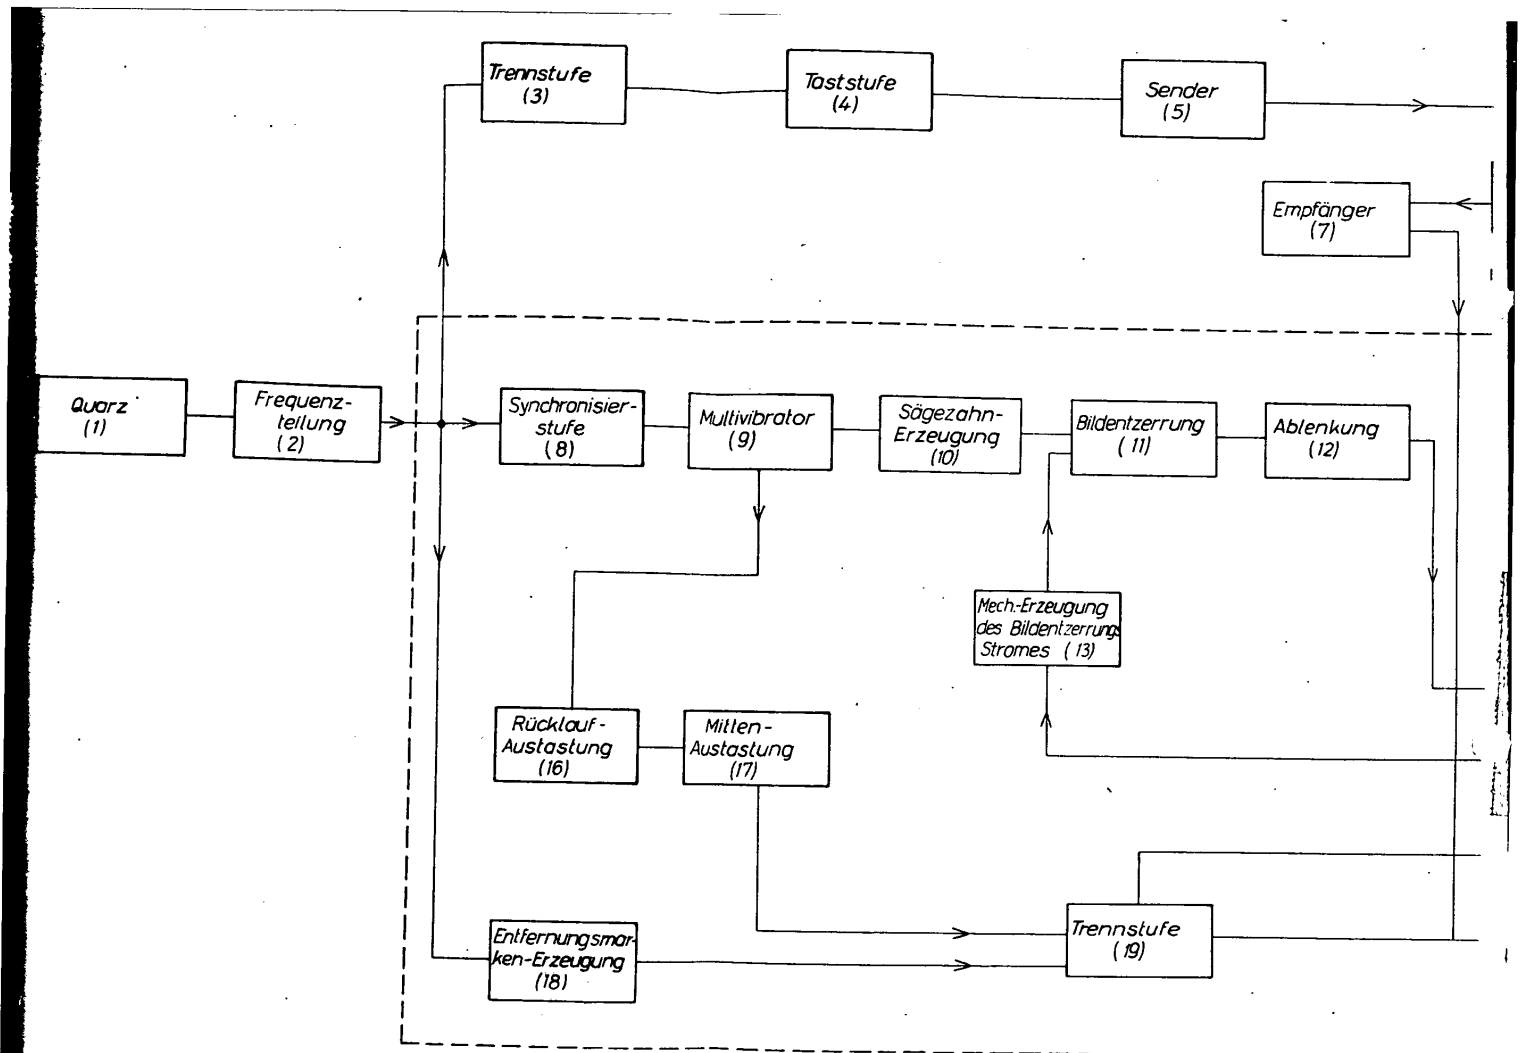 Trennstufe
(3)
Taststufe
(4)
Sender
(5)
Empfänger
(7)
Quarz
(1)
Frequenz-
teilung
(2)
Synchronisier-
stufe
(8)
Multivibrator
(9)
Sägezahn-
Erzeugung
(10)
Bildentzerrung
(11)
Ablenkung
(12)
Mech.-Erzeugung
des Bildentzerrungs
Stromes (13)
Rücklauf-
Austastung
(16)
Mitten-
Austastung
(17)
Entfernungsmar-
ken-Erzeugung
(18)
Trennstufe
(19)